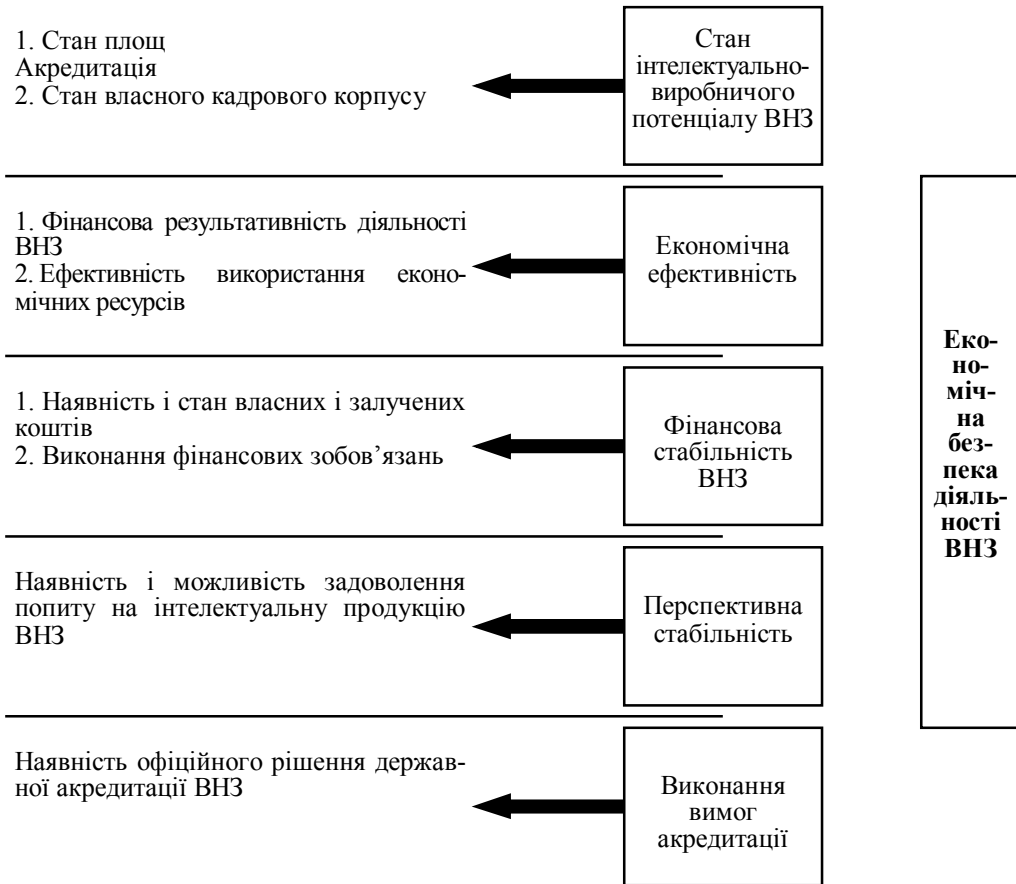 1. Стан площ
Акредитація
2. Стан власного кадрового корпусу
Стан
інтелектуально-
виробничого
потенціалу ВНЗ
1. Фінансова результативність діяльності
ВНЗ
2. Ефективність використання еконо-
мічних ресурсів
Економічна
ефективність
1. Наявність і стан власних і залучених
коштів
2. Виконання фінансових зобов’язань
Фінансова
стабільність
ВНЗ
Наявність і можливість задоволення
попиту на інтелектуальну продукцію
ВНЗ
Перспективна
стабільність
Наявність офіційного рішення держав-
ної акредитації ВНЗ
Виконання
вимог
акредитації
Еко-
но-
міч-
на
без-
пека
діяль-
ності
ВНЗ